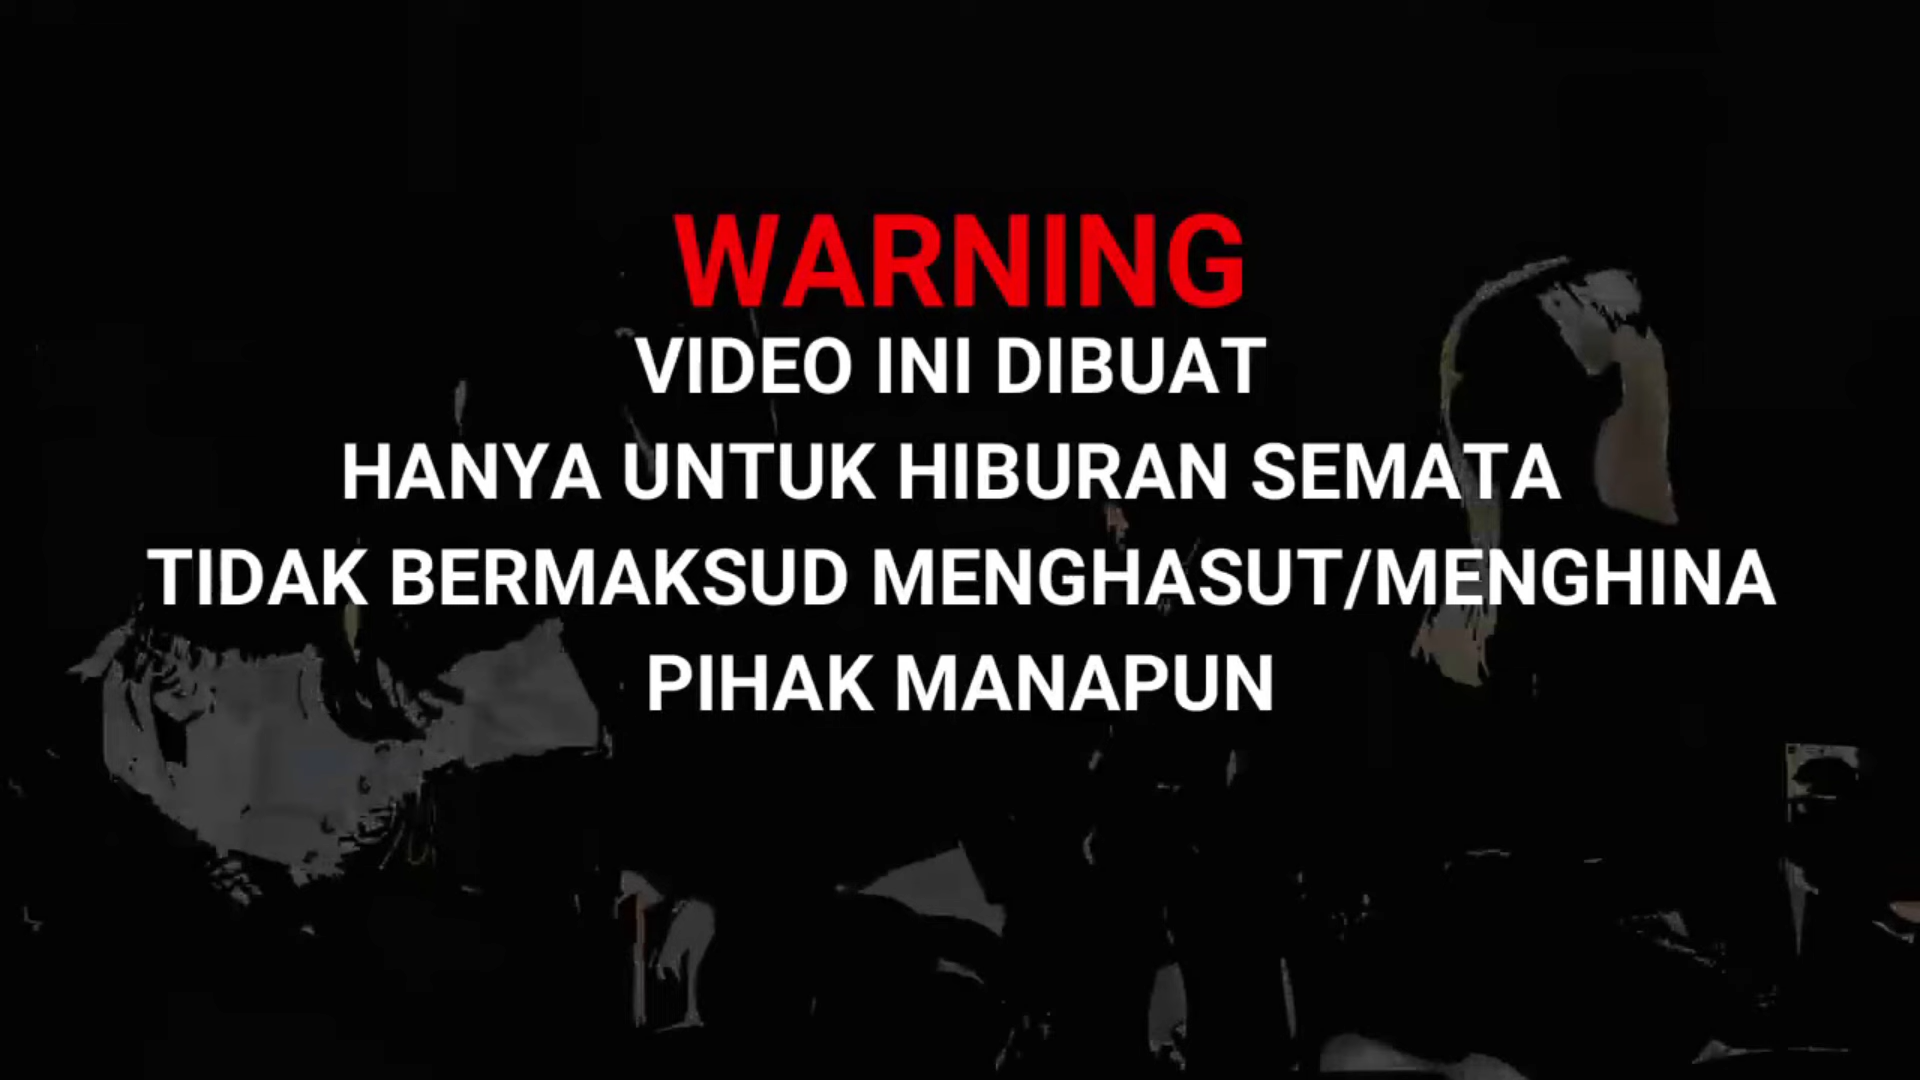 WARNING
VIDEO INI DIBUAT
HANYA UNTUK HIBURAN SEMATA
TIDAK BERMAKSUD MENGHASUT/MENGHINA
PIHAK MANAPUN